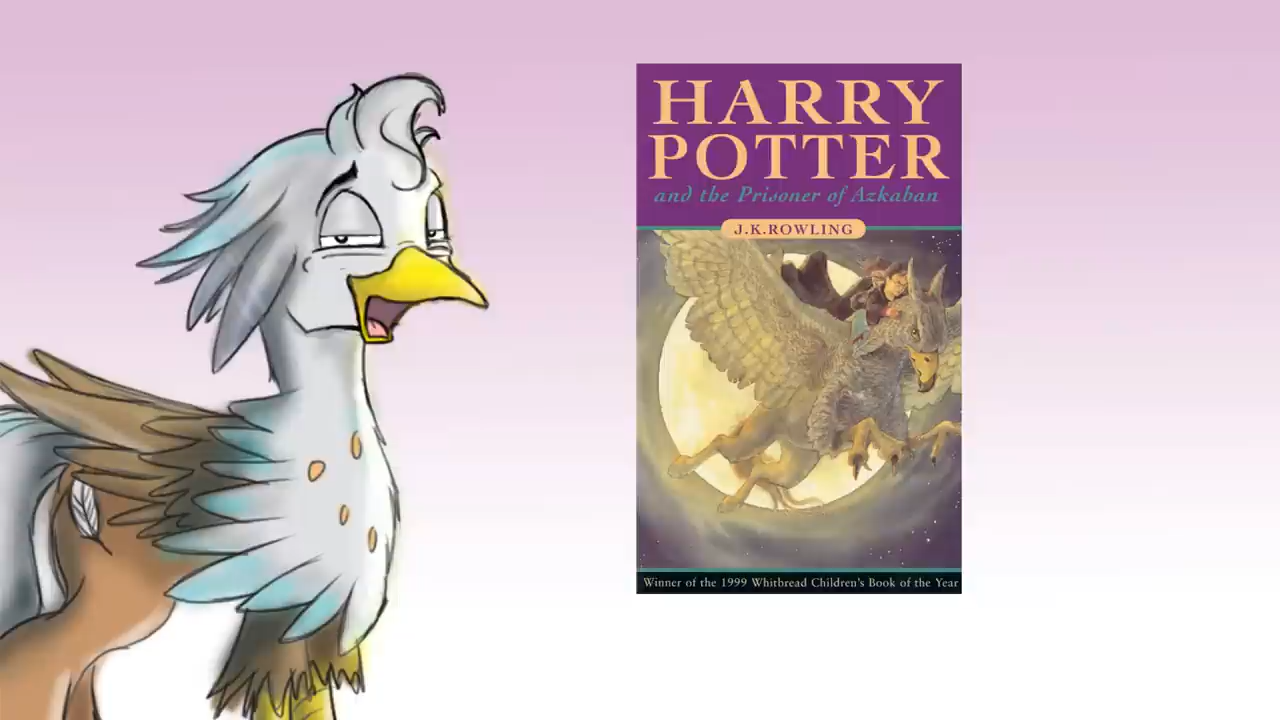 HARRY
POTTER
and the Prisoner of Azkaban
J.K.ROWLING
Winner of the 1999 Whitbread Children's Book of the Year